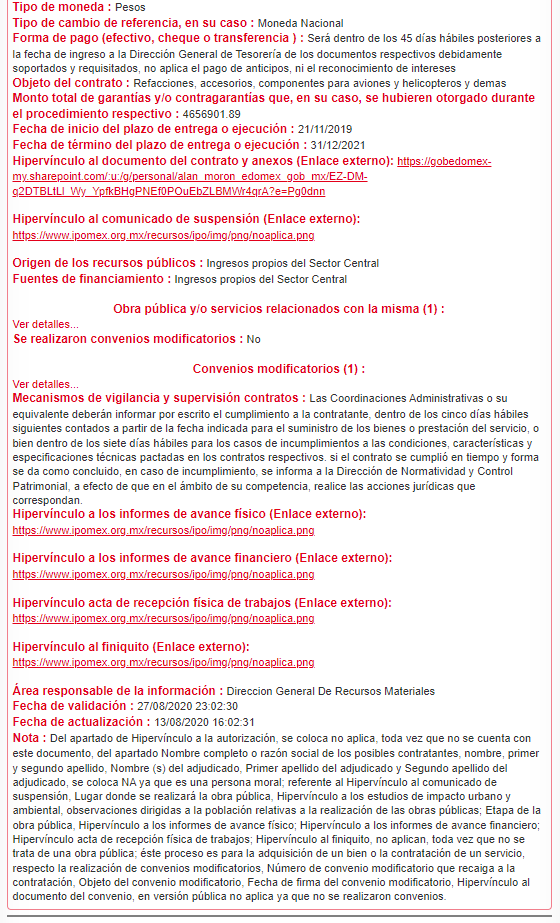 Tipo de moneda : Pesos
Tipo de cambio de referencia, en su caso : Moneda Nacional
Forma de pago (efectivo, cheque o transferencia ) : Será dentro de los 45 días hábiles posteriores a
la fecha de ingreso a la Dirección General de Tesorería de los documentos respectivos debidamente
soportados y requisitados, no aplica el pago de anticipos, ni el reconocimiento de intereses
Objeto del contrato : Refacciones, accesorios, componentes para aviones y helicopteros y demas
Monto total de garantías y/o contragarantías que, en su caso, se hubieren otorgado durante
el procedimiento respectivo : 4656901.89
Fecha de inicio del plazo de entrega o ejecución : 21/11/2019
Fecha de término del plazo de entrega o ejecución : 31/12/2021
Hipervínculo al documento del contrato y anexos (Enlace externo): https://gobedomex-
my.sharepoint.com/:u:/g/personal/alan_moron_edomex_gob_mx/EZ-DM-
q2DTBLtLI_Wy_YpfkBHgPNEf0POuEbZLBMWr4qrA?e=Pg0dnn
Hipervínculo al comunicado de suspensión (Enlace externo):
https://www.ipomex.org.mx/recursos/ipo/img/png/noaplica.png
Origen de los recursos públicos : Ingresos propios del Sector Central
Fuentes de financiamiento : Ingresos propios del Sector Central
Obra pública y/o servicios relacionados con la misma (1) :
Ver detalles...
Se realizaron convenios modificatorios : No
Convenios modificatorios (1) :
Ver detalles...
Mecanismos de vigilancia y supervisión contratos : Las Coordinaciones Administrativas o su
equivalente deberán informar por escrito el cumplimiento a la contratante, dentro de los cinco días hábiles
siguientes contados a partir de la fecha indicada para el suministro de los bienes o prestación del servicio, o
bien dentro de los siete días hábiles para los casos de incumplimientos a las condiciones, características y
especificaciones técnicas pactadas en los contratos respectivos. si el contrato se cumplió en tiempo y forma
se da como concluido, en caso de incumplimiento, se informa a la Dirección de Normatividad y Control
Patrimonial, a efecto de que en el ámbito de su competencia, realice las acciones jurídicas que
correspondan.
Hipervínculo a los informes de avance físico (Enlace externo):
https://www.ipomex.org.mx/recursos/ipo/img/png/noaplica.png
Hipervínculo a los informes de avance financiero (Enlace externo):
https://www.ipomex.org.mx/recursos/ipo/img/png/noaplica.png
Hipervínculo acta de recepción física de trabajos (Enlace externo):
https://www.ipomex.org.mx/recursos/ipo/img/png/noaplica.png
Hipervínculo al finiquito (Enlace externo):
https://www.ipomex.org.mx/recursos/ipo/img/png/noaplica.png
Área responsable de la información : Direccion General De Recursos Materiales
Fecha de validación : 27/08/2020 23:02:30
Fecha de actualización : 13/08/2020 16:02:31
Nota : Del apartado de Hipervínculo a la autorización, se coloca no aplica, toda vez que no se cuenta con
este documento, del apartado Nombre completo o razón social de los posibles contratantes, nombre, primer
y segundo apellido, Nombre (s) del adjudicado, Primer apellido del adjudicado y Segundo apellido del
adjudicado, se coloca NA ya que es una persona moral; referente al Hipervínculo al comunicado de
suspensión, Lugar donde se realizará la obra pública, Hipervínculo a los estudios de impacto urbano y
ambiental, observaciones dirigidas a la población relativas a la realización de las obras públicas; Etapa de la
obra pública, Hipervínculo a los informes de avance físico; Hipervínculo a los informes de avance financiero;
Hipervínculo acta de recepción física de trabajos; Hipervínculo al finiquito, no aplican, toda vez que no se
trata de una obra pública; éste proceso es para la adquisición de un bien o la contratación de un servicio,
respecto la realización de convenios modificatorios, Número de convenio modificatorio que recaiga a la
contratación, Objeto del convenio modificatorio, Fecha de firma del convenio modificatorio, Hipervínculo al
documento del convenio, en versión pública no aplica ya que no se realizaron convenios.